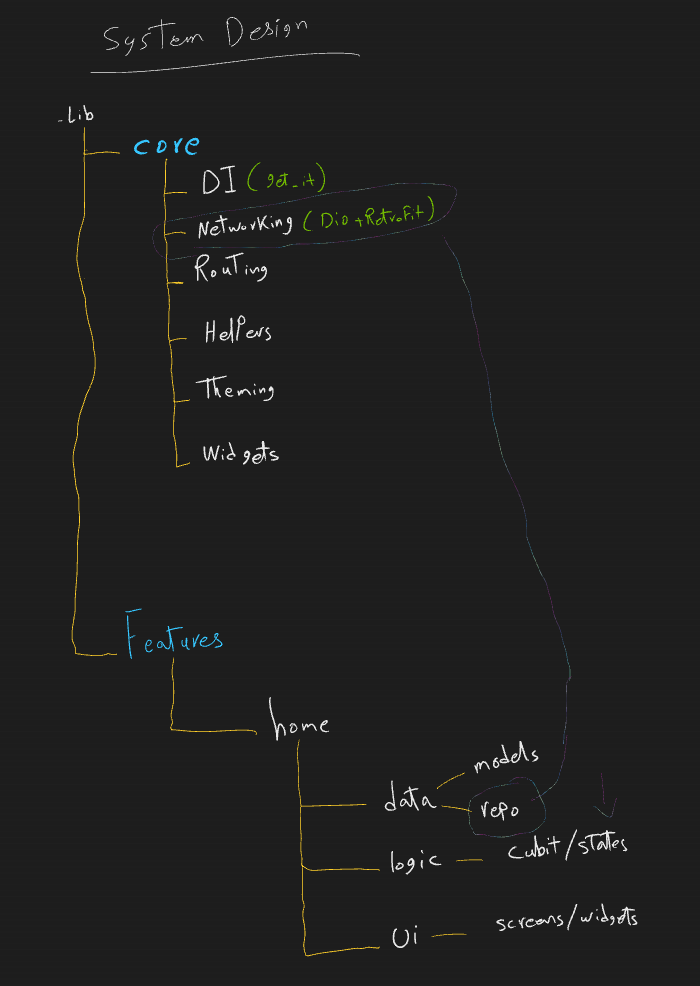 System Design
-Lib
core
DI (get_it)
Networking (Dio+RetroFit)
Routing
Helpers
Theming
Widgets
Features
home
models
data
repo
logic — cubit/states
Ui — screens/widgets